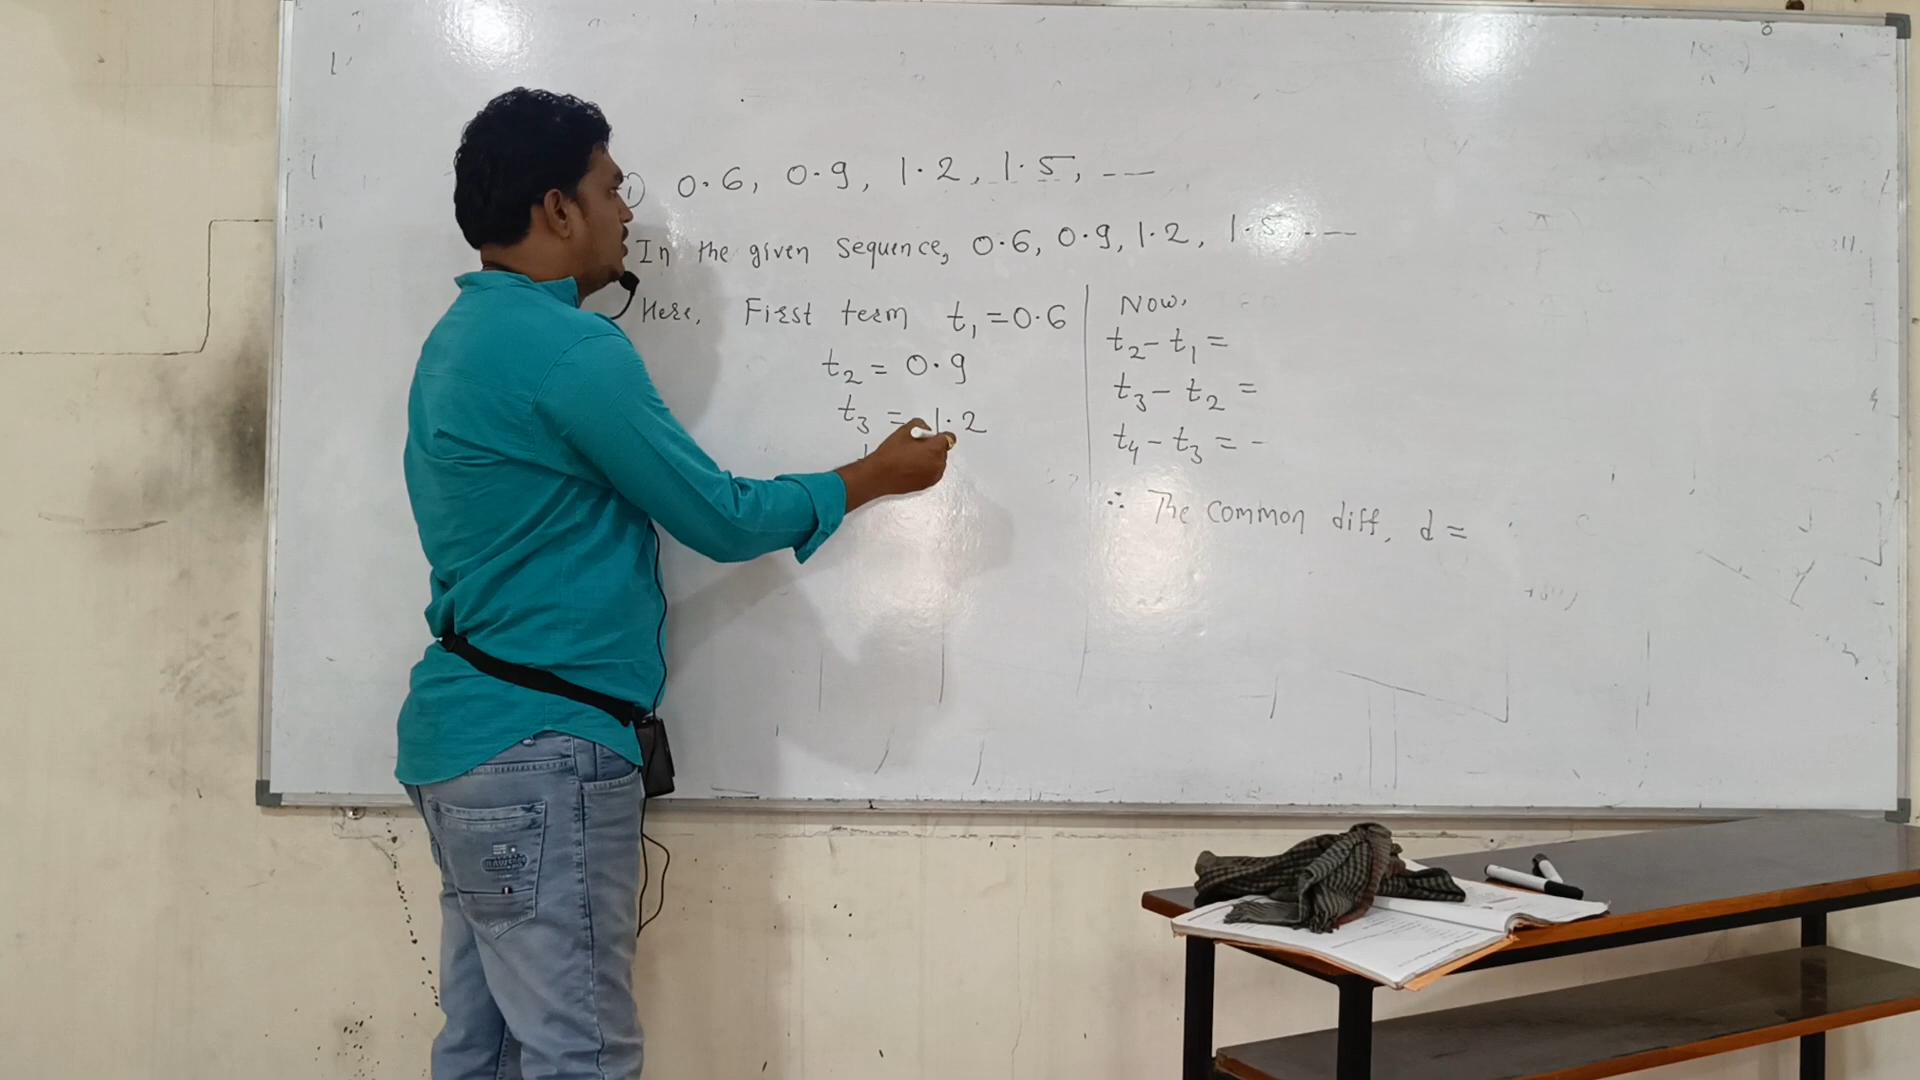 ① 0.6, 0.9, 1.2, 1.5, ---
In the given sequence, 0.6, 0.9, 1.2, 1.5, ---
Here, First term t₁ = 0.6
t₂ = 0.9
t₃ = 1.2
Now,
t₂ - t₁ =
t₃ - t₂ =
t₄ - t₃ = -
∴ The common diff, d =